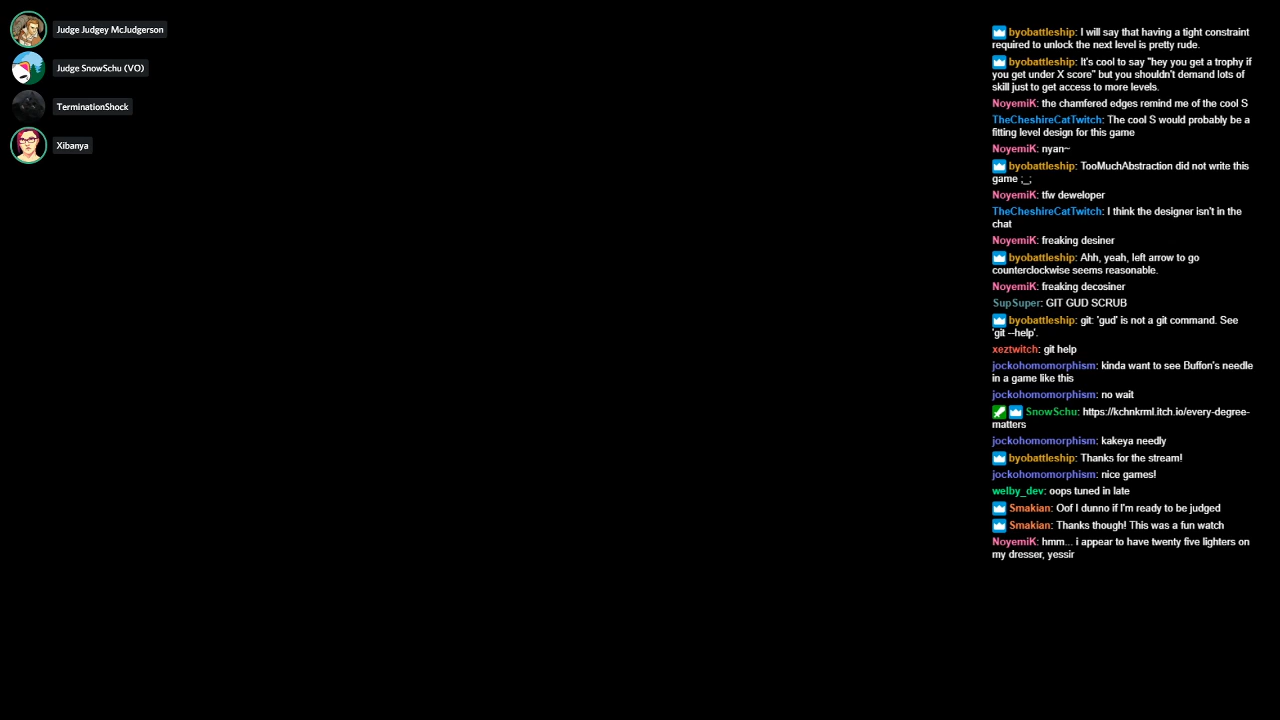 Judge Judgey McJudgerson
Judge SnowSchu (VO)
TerminationShock
Xibanya
byobattleship: I will say that having a tight constraint
required to unlock the next level is pretty rude.
byobattleship: It's cool to say "hey you get a trophy if
you get under X score" but you shouldn't demand lots of
skill just to get access to more levels.
NoyemiK: the chamfered edges remind me of the cool S
TheCheshireCatTwitch: The cool S would probably be a
fitting level design for this game
NoyemiK: nyan~
byobattleship: TooMuchAbstraction did not write this
game ;_;
NoyemiK: tfw deweloper
TheCheshireCatTwitch: I think the designer isn't in the
chat
NoyemiK: freaking desiner
byobattleship: Ahh, yeah, left arrow to go
counterclockwise seems reasonable.
NoyemiK: freaking decosiner
SupSuper: GIT GUD SCRUB
byobattleship: git: 'gud' is not a git command. See
'git --help'.
xeztwitch: git help
jockohomomorphism: kinda want to see Buffon's needle
in a game like this
jockohomomorphism: no wait
SnowSchu: https://kchnkrml.itch.io/every-degree-
matters
jockohomomorphism: kakeya needly
byobattleship: Thanks for the stream!
jockohomomorphism: nice games!
welby_dev: oops tuned in late
Smakian: Oof I dunno if I'm ready to be judged
Smakian: Thanks though! This was a fun watch
NoyemiK: hmm... i appear to have twenty five lighters on
my dresser, yessir